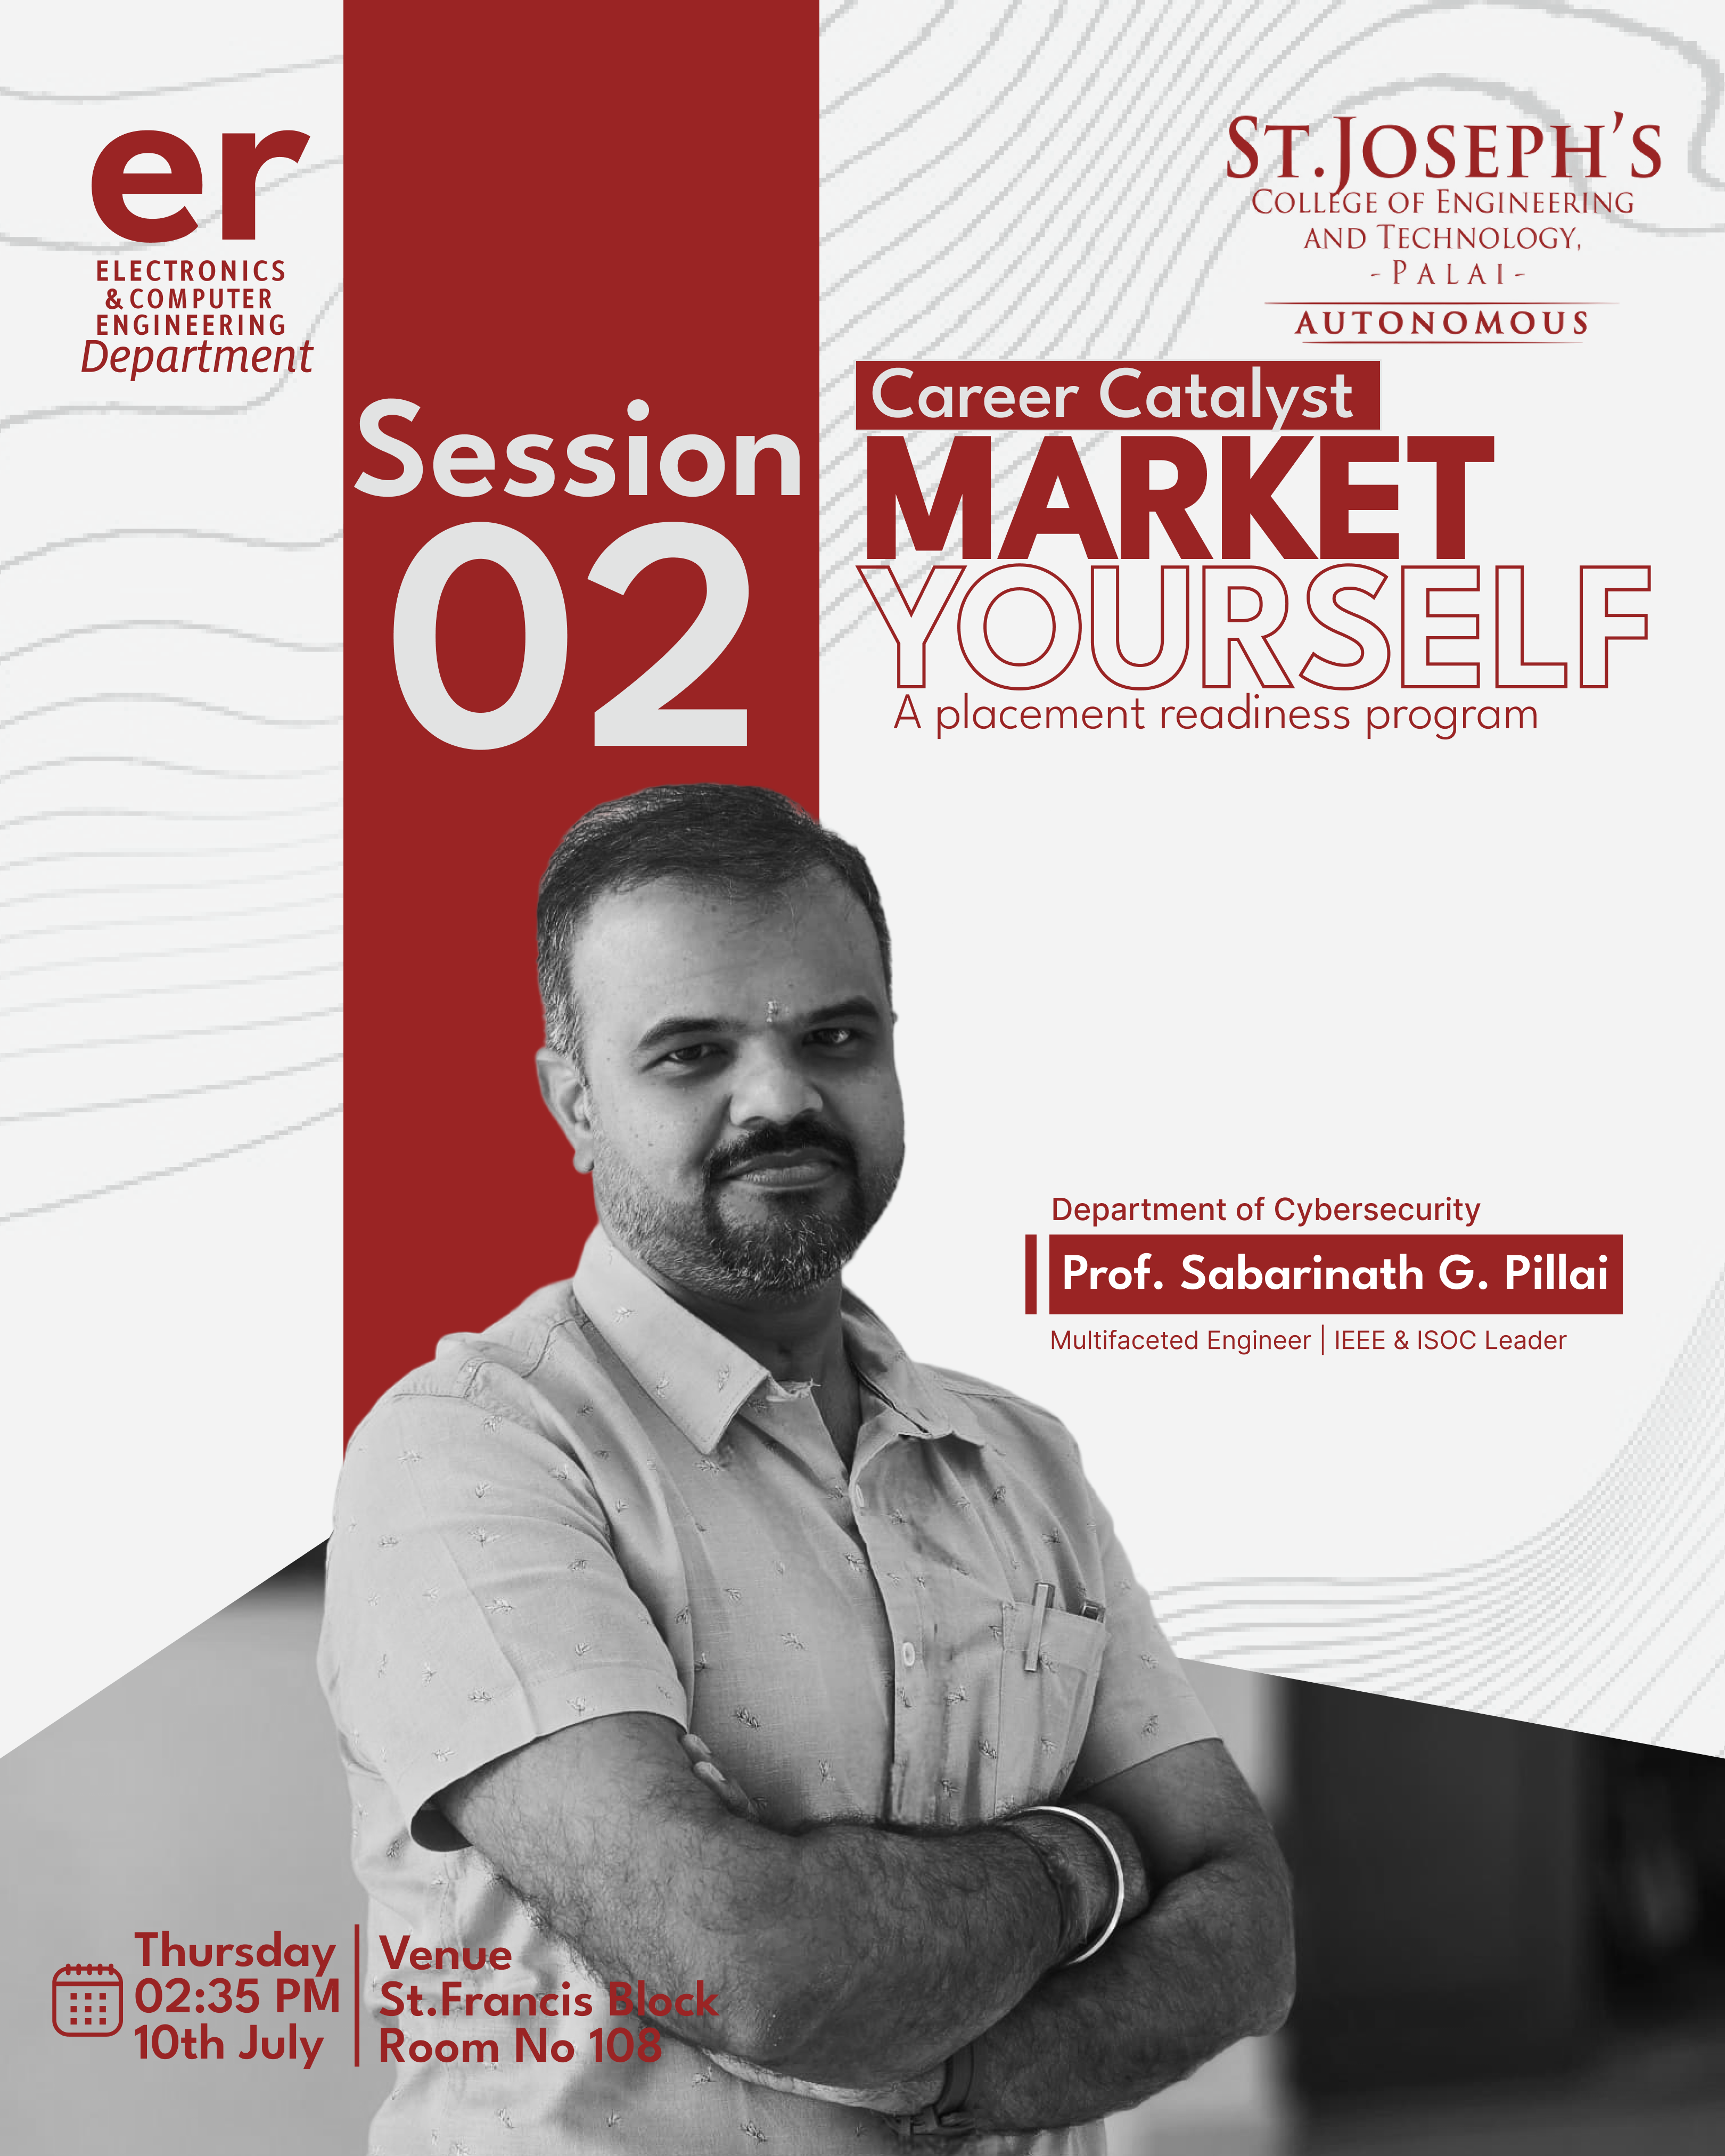 er
ELECTRONICS
& COMPUTER
ENGINEERING
Department
ST.JOSEPH'S
COLLEGE OF ENGINEERING
AND TECHNOLOGY,
- PALAI -
AUTONOMOUS
Session
02
Career Catalyst
MARKET
YOURSELF
A placement readiness program
Department of Cybersecurity
Prof. Sabarinath G. Pillai
Multifaceted Engineer | IEEE & ISOC Leader
Thursday
02:35 PM
10th July
Venue
St.Francis Block
Room No 108